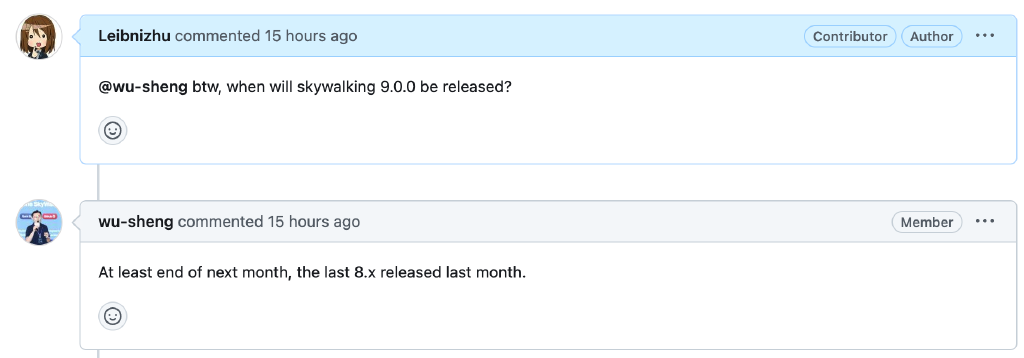 Leibnizhu commented 15 hours ago Contributor Author
@wu-sheng btw, when will skywalking 9.0.0 be released?
wu-sheng commented 15 hours ago Member
At least end of next month, the last 8.x released last month.